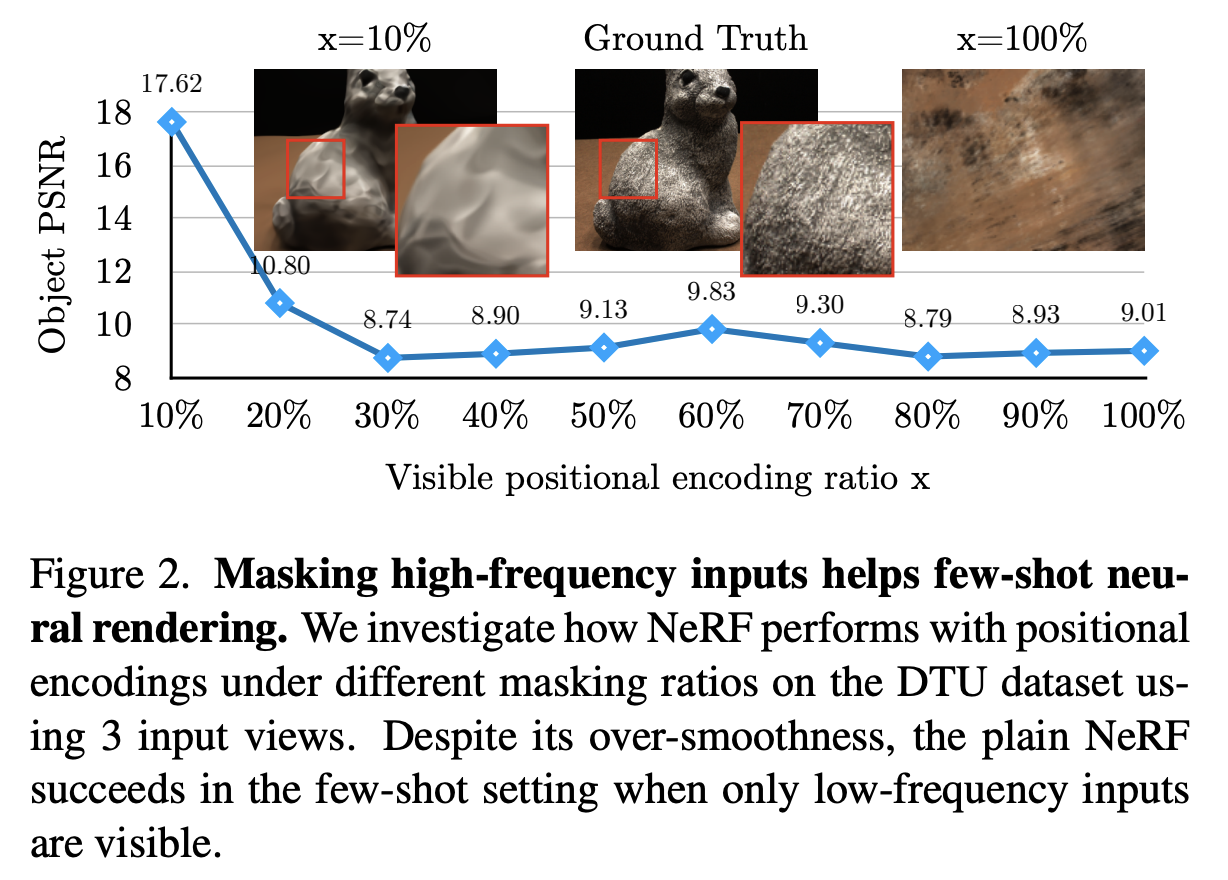 x=10% Ground Truth x=100%
17.62
18
16
14
12
10
8
Object PSNR
10.80
8.74
8.90
9.13
9.83
9.30
8.79
8.93
9.01
10% 20% 30% 40% 50% 60% 70% 80% 90% 100%
Visible positional encoding ratio x
Figure 2. Masking high-frequency inputs helps few-shot neu-
ral rendering. We investigate how NeRF performs with positional
encodings under different masking ratios on the DTU dataset us-
ing 3 input views. Despite its over-smoothness, the plain NeRF
succeeds in the few-shot setting when only low-frequency inputs
are visible.